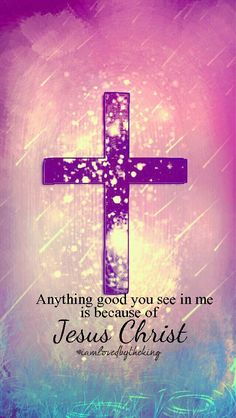 Anything good you see in me
is because of
Jesus Christ
#iamlovedbytheking